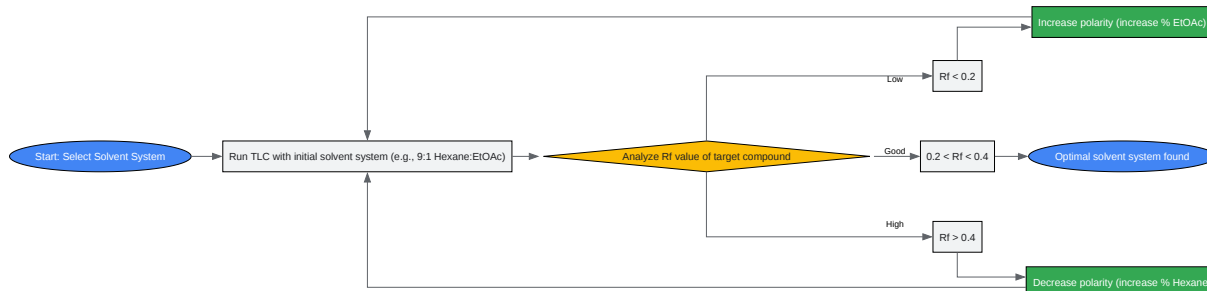 Increase polarity (increase % EtOAc)
Low
Rf < 0.2
Start: Select Solvent System
Run TLC with initial solvent system (e.g., 9:1 Hexane:EtOAc)
Analyze Rf value of target compound
Good
0.2 < Rf < 0.4
Optimal solvent system found
High
Rf > 0.4
Decrease polarity (increase % Hexane